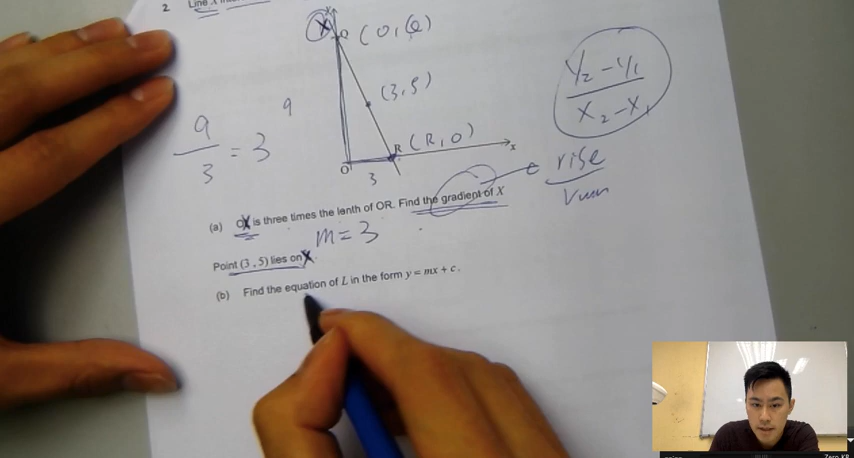 2 Line X
Q (0, Q)
(3, 5)
R (R, 0)
O
x
3
9
9
3 = 3
Y2 - Y1
X2 - X1
rise
(a) OX is three times the lenth of OR. Find the gradient of X
m = 3
Point (3 , 5) lies on X
(b) Find the equation of L in the form y = mx + c.